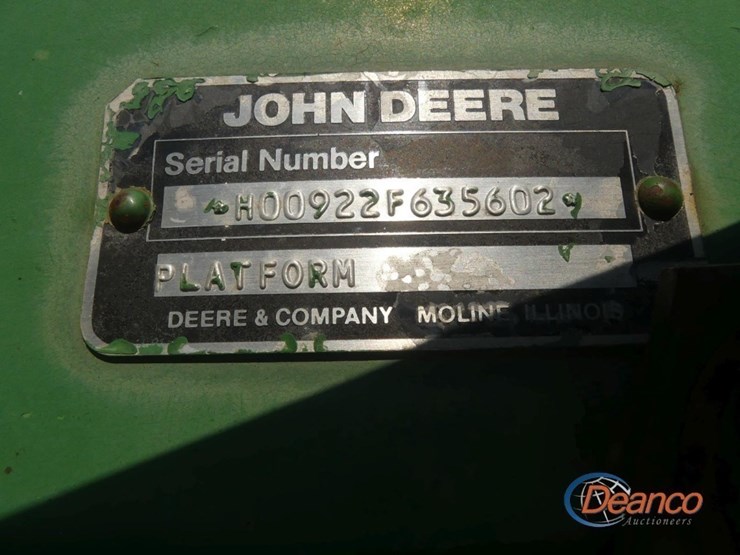 JOHN DEERE
Serial Number
*H00922F635602*
PLATFORM
DEERE & COMPANY MOLINE, ILLINOIS
Deanco
Auctioneers